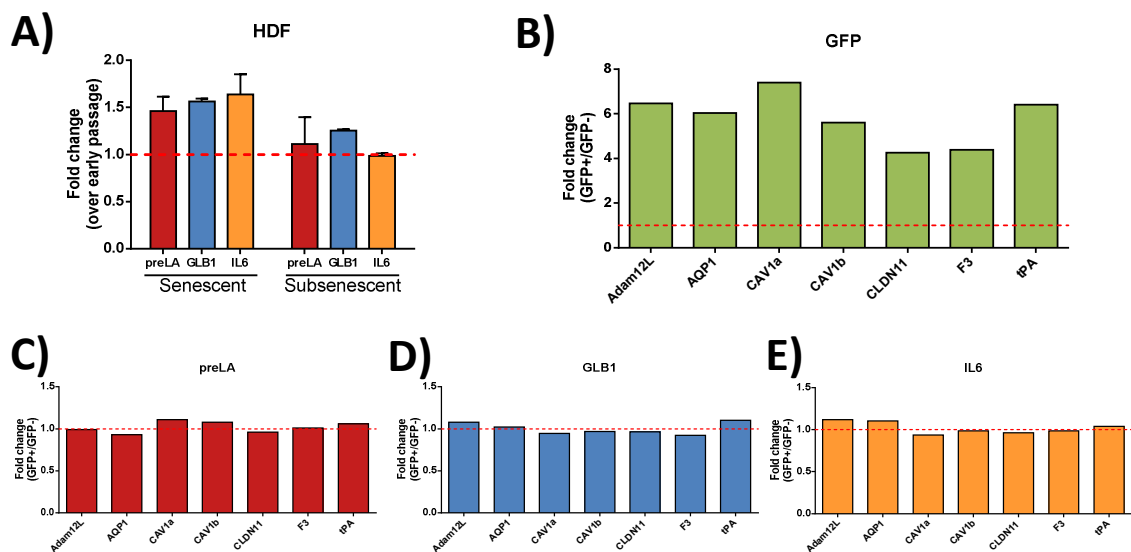 A)
HDF
Fold change
(over early passage)
2.0
1.5
1.0
0.5
0.0
preLA GLB1 IL6 preLA GLB1 IL6
Senescent Subsenescent
B)
GFP
Fold change
(GFP+/GFP-)
8
6
4
2
0
Adam12L AQP1 CAV1a CAV1b CLDN11 F3 tPA
C)
preLA
Fold change
(GFP+/GFP-)
1.5
1.0
0.5
0.0
Adam12L AQP1 CAV1a CAV1b CLDN11 F3 tPA
D)
GLB1
Fold change
(GFP+/GFP-)
1.5
1.0
0.5
0.0
Adam12L AQP1 CAV1a CAV1b CLDN11 F3 tPA
E)
IL6
Fold change
(GFP+/GFP-)
1.5
1.0
0.5
0.0
Adam12L AQP1 CAV1a CAV1b CLDN11 F3 tPA